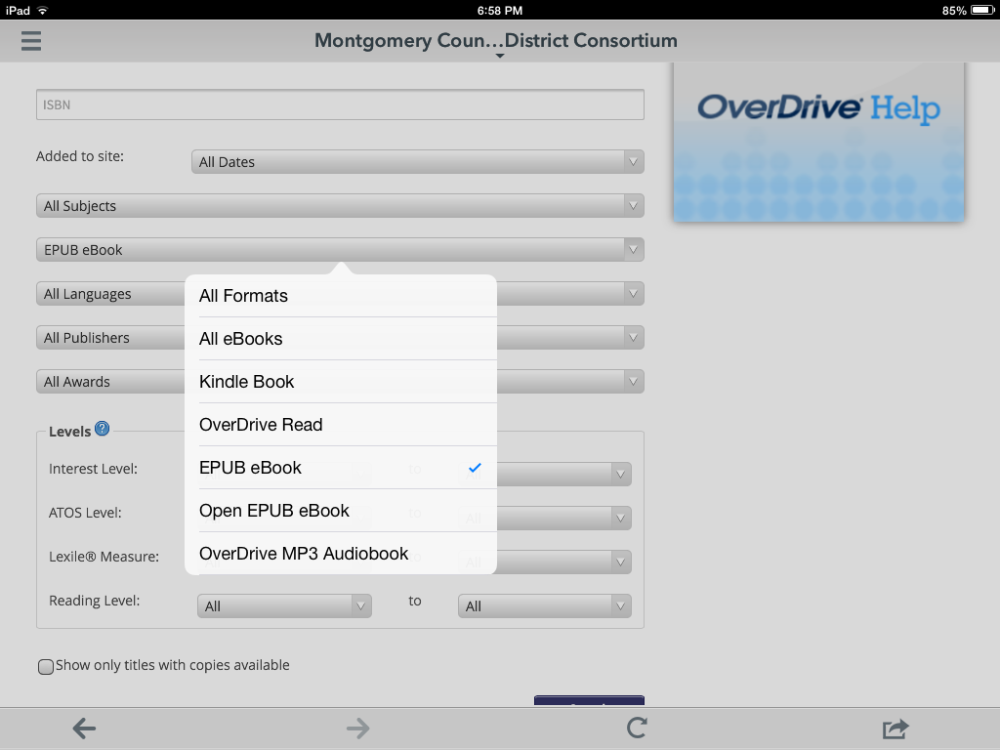 iPad 6:58 PM 85%
Montgomery Coun...District Consortium
ISBN
OverDrive Help
Added to site: All Dates
All Subjects
EPUB eBook
All Languages
All Publishers
All Awards
All Formats
All eBooks
Kindle Book
OverDrive Read
EPUB eBook
Open EPUB eBook
OverDrive MP3 Audiobook
Levels ?
Interest Level: to All
ATOS Level: to All
Lexile® Measure: to All
Reading Level: All to All
Show only titles with copies available